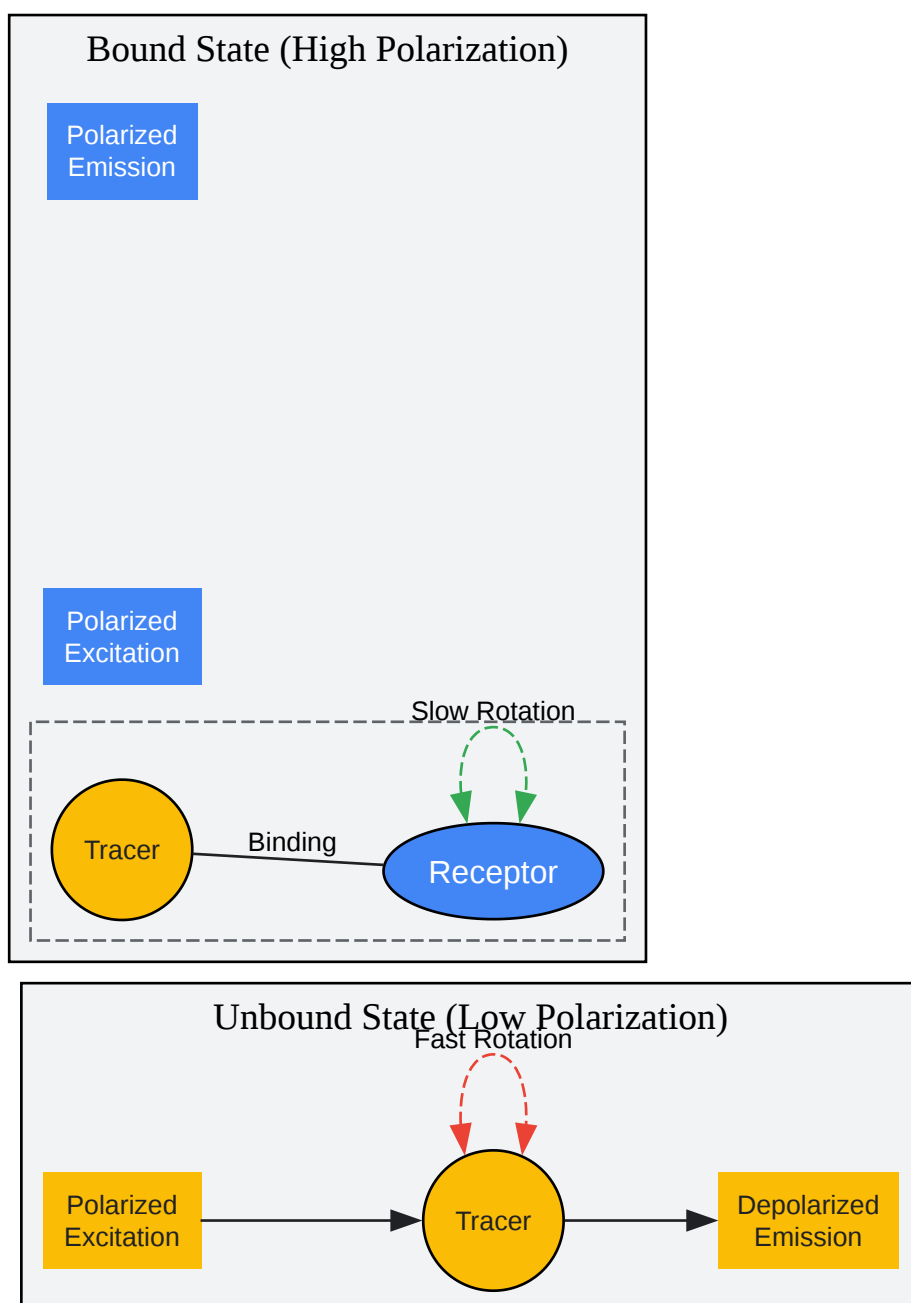 Bound State (High Polarization)
Polarized
Emission
Polarized
Excitation
Slow Rotation
Tracer
Binding
Receptor
Unbound State (Low Polarization)
Fast Rotation
Polarized
Excitation
Tracer
Depolarized
Emission